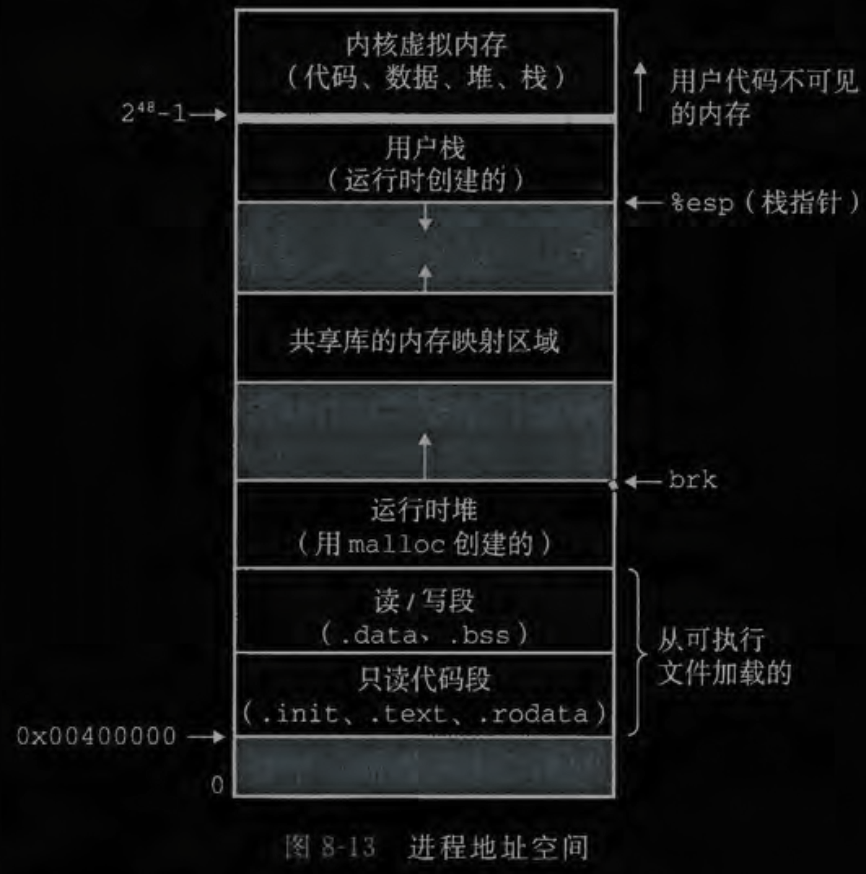 内核虚拟内存
（代码、数据、堆、栈）
用户代码不可见
的内存
2⁴⁸-1
用户栈
（运行时创建的）
%esp（栈指针）
共享库的内存映射区域
brk
运行时堆
（用 malloc 创建的）
读/写段
（.data、.bss）
从可执行
文件加载的
只读代码段
（.init、.text、.rodata）
0x00400000
0
图 8-13 进程地址空间